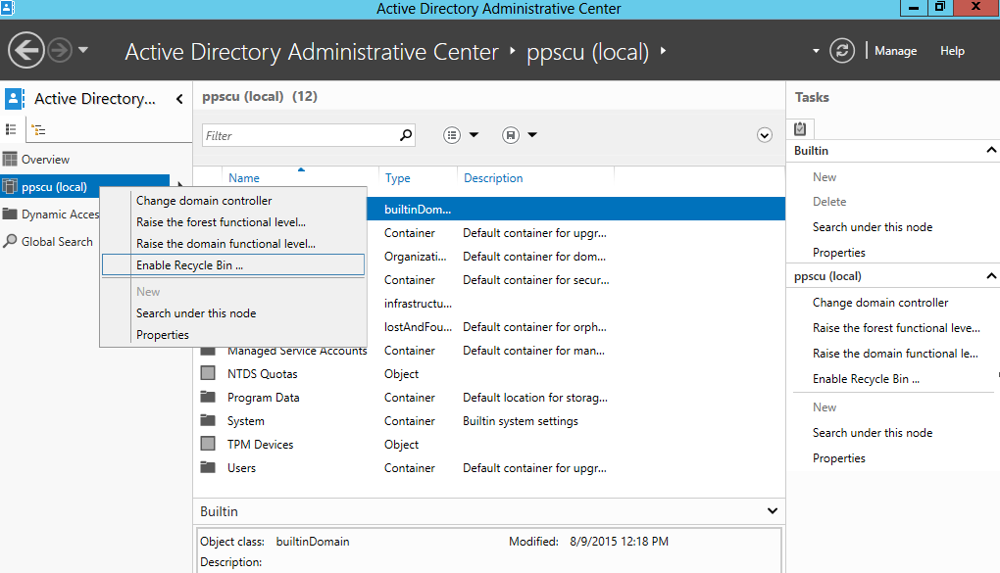 Active Directory Administrative Center
Active Directory Administrative Center ‣ ppscu (local) ‣
Manage
Help
Active Directory...
Overview
ppscu (local)
Dynamic Acces
Global Search
Change domain controller
Raise the forest functional level...
Raise the domain functional level...
Enable Recycle Bin ...
New
Search under this node
Properties
ppscu (local) (12)
Filter
Name Type Description
builtinDom...
Container Default container for upgr...
Organizati... Default container for dom...
Container Default container for secur...
infrastructu...
lostAndFou... Default container for orph...
Managed Service Accounts Container Default container for man...
NTDS Quotas Object
Program Data Container Default location for storag...
System Container Builtin system settings
TPM Devices Object
Users Container Default container for upgr...
Builtin
Object class: builtinDomain Modified: 8/9/2015 12:18 PM
Description:
Tasks
Builtin
New
Delete
Search under this node
Properties
ppscu (local)
Change domain controller
Raise the forest functional leve...
Raise the domain functional le...
Enable Recycle Bin ...
New
Search under this node
Properties